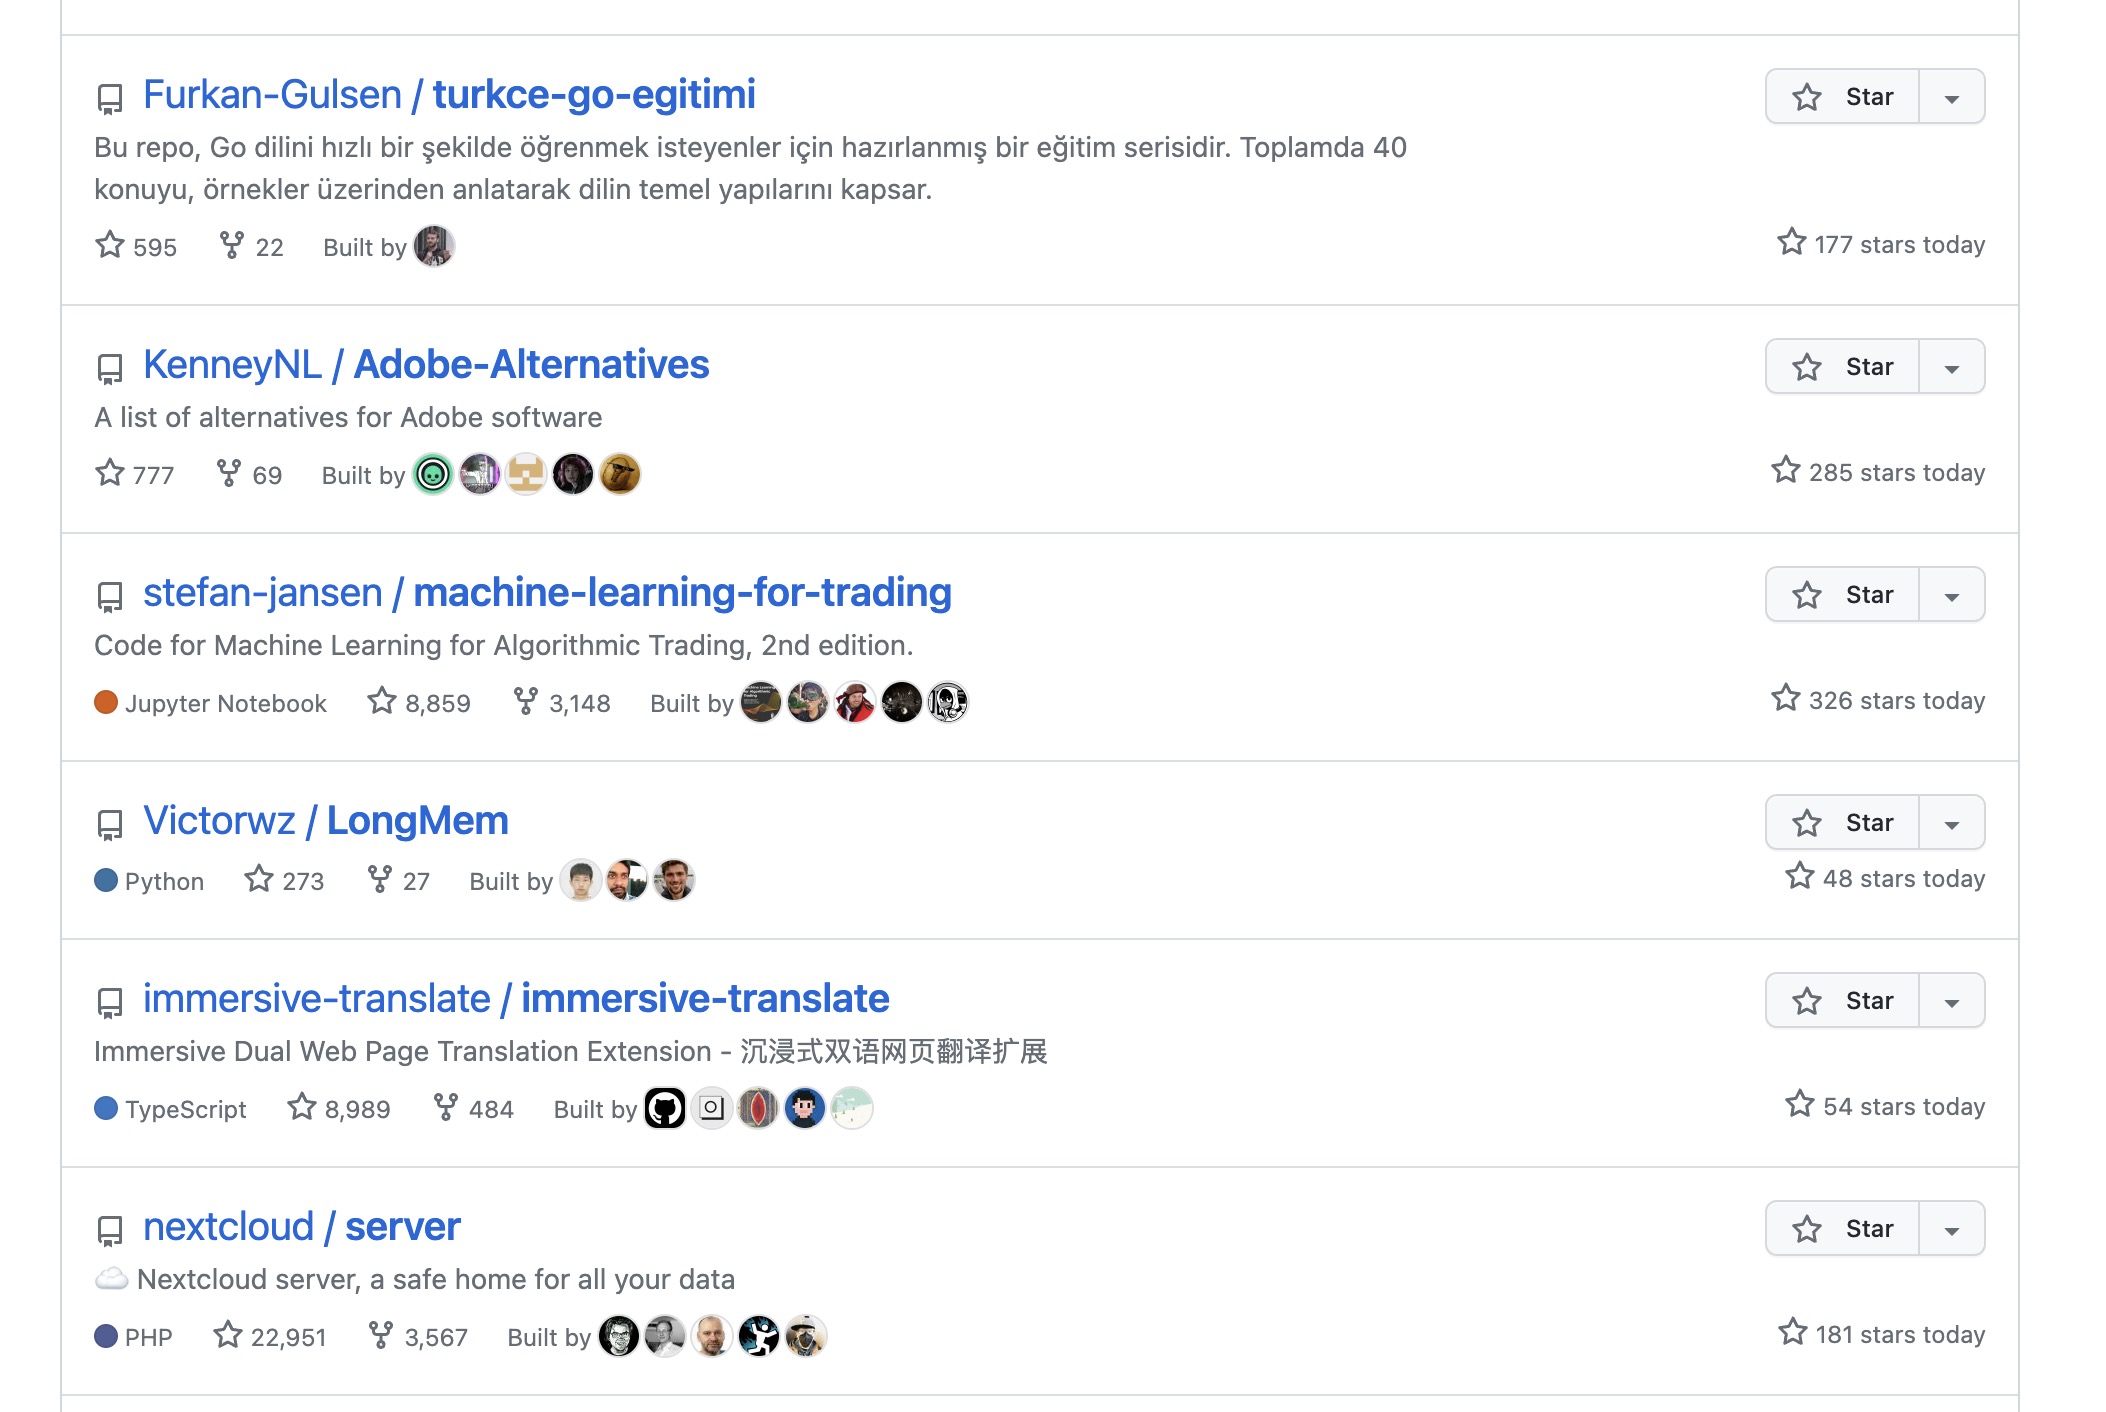 Furkan-Gulsen / turkce-go-egitimi
Star
Bu repo, Go dilini hızlı bir şekilde öğrenmek isteyenler için hazırlanmış bir eğitim serisidir. Toplamda 40
konuyu, örnekler üzerinden anlatarak dilin temel yapılarını kapsar.
595 22 Built by 177 stars today
KenneyNL / Adobe-Alternatives
Star
A list of alternatives for Adobe software
777 69 Built by 285 stars today
stefan-jansen / machine-learning-for-trading
Star
Code for Machine Learning for Algorithmic Trading, 2nd edition.
Jupyter Notebook 8,859 3,148 Built by 326 stars today
Victorwz / LongMem
Star
Python 273 27 Built by 48 stars today
immersive-translate / immersive-translate
Star
Immersive Dual Web Page Translation Extension - 沉浸式双语网页翻译扩展
TypeScript 8,989 484 Built by 54 stars today
nextcloud / server
Star
☁️ Nextcloud server, a safe home for all your data
PHP 22,951 3,567 Built by 181 stars today